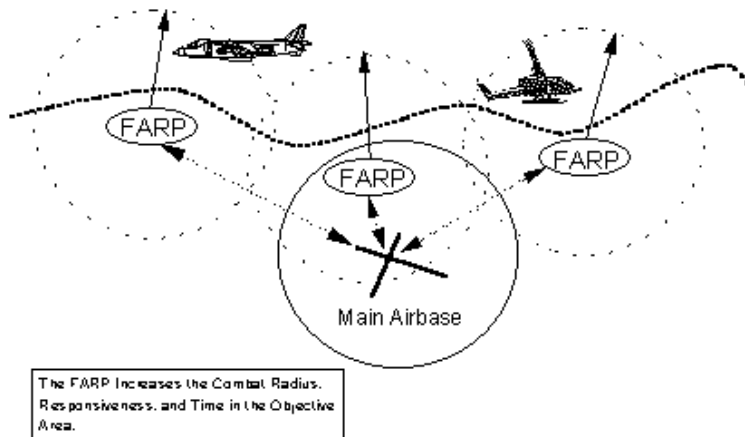 FARP
FARP
FARP
Main Airbase
The FARP Increases the Combat Radius,
Responsiveness, and Time in the Objective
Area.